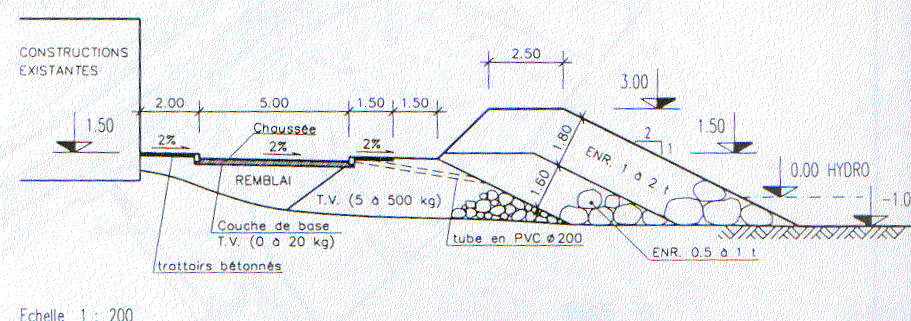 CONSTRUCTIONS
EXISTANTES
2.50
3.00
2.00
5.00
1.50
1.50
1.50
1.50
Chaussée
2%
2%
2%
1.80
2
1
ENR. 1 à 2 t
0.00 HYDRO
-1.0
REMBLAI
T.V. (5 à 500 kg)
1.60
Couche de base
T.V. (0 à 20 kg)
tube en PVC ø200
ENR. 0.5 à 1 t
trottoirs bétonnés
Echelle 1 : 200